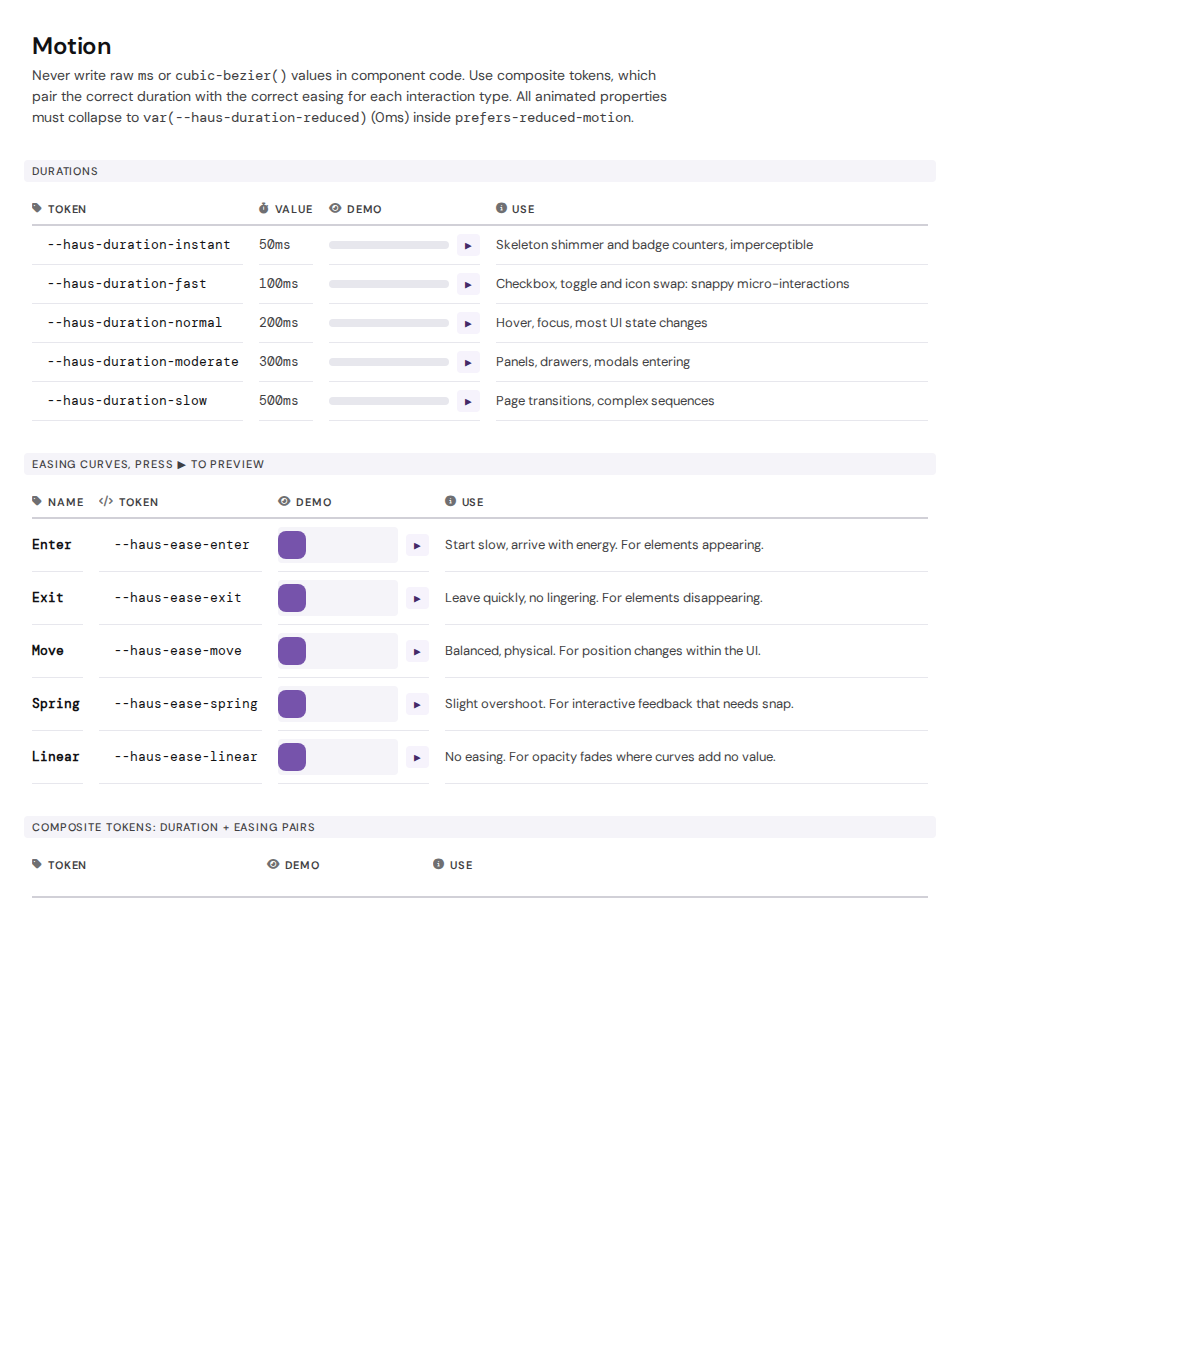 Motion
Never write raw ms or cubic-bezier() values in component code. Use composite tokens, which
pair the correct duration with the correct easing for each interaction type. All animated properties
must collapse to var(--haus-duration-reduced) (0ms) inside prefers-reduced-motion.
DURATIONS
TOKEN VALUE DEMO USE
--haus-duration-instant 50ms ▶ Skeleton shimmer and badge counters, imperceptible
--haus-duration-fast 100ms ▶ Checkbox, toggle and icon swap: snappy micro-interactions
--haus-duration-normal 200ms ▶ Hover, focus, most UI state changes
--haus-duration-moderate 300ms ▶ Panels, drawers, modals entering
--haus-duration-slow 500ms ▶ Page transitions, complex sequences
EASING CURVES, PRESS ▶ TO PREVIEW
NAME </> TOKEN DEMO USE
Enter --haus-ease-enter ▶ Start slow, arrive with energy. For elements appearing.
Exit --haus-ease-exit ▶ Leave quickly, no lingering. For elements disappearing.
Move --haus-ease-move ▶ Balanced, physical. For position changes within the UI.
Spring --haus-ease-spring ▶ Slight overshoot. For interactive feedback that needs snap.
Linear --haus-ease-linear ▶ No easing. For opacity fades where curves add no value.
COMPOSITE TOKENS: DURATION + EASING PAIRS
TOKEN DEMO USE